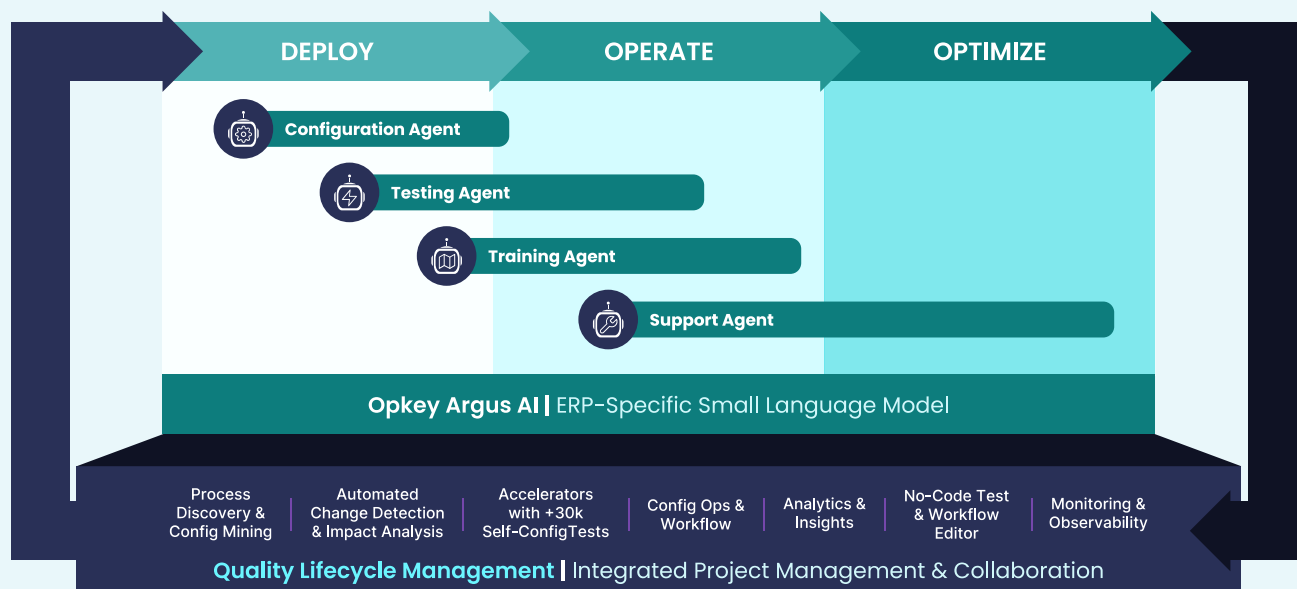 DEPLOY
OPERATE
OPTIMIZE
Configuration Agent
Testing Agent
Training Agent
Support Agent
Opkey Argus AI | ERP-Specific Small Language Model
Process
Discovery &
Config Mining
Automated
Change Detection
& Impact Analysis
Accelerators
with +30k
Self-ConfigTests
Config Ops &
Workflow
Analytics &
Insights
No-Code Test
& Workflow
Editor
Monitoring &
Observability
Quality Lifecycle Management | Integrated Project Management & Collaboration